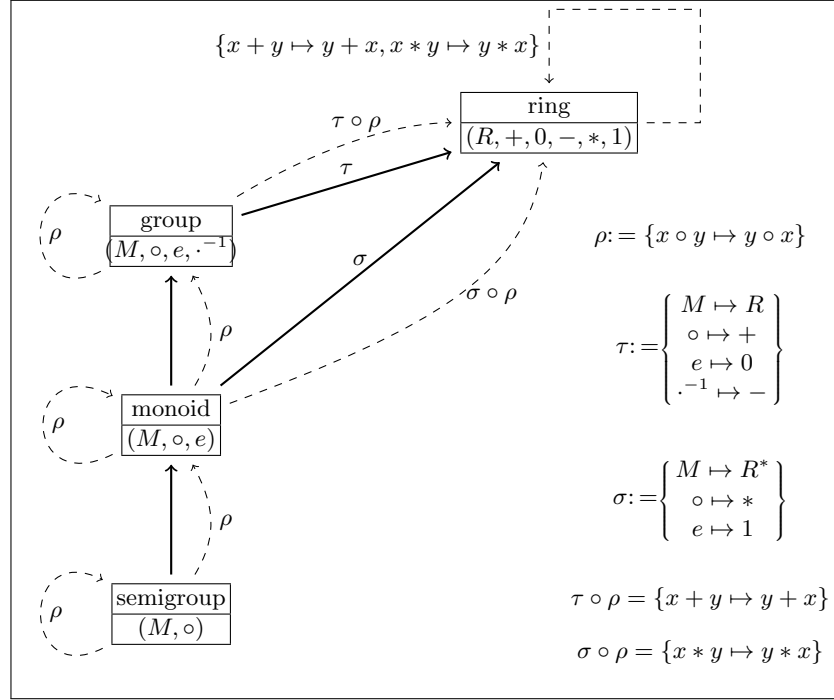 {x + y ↦ y + x, x ∗ y ↦ y ∗ x}
ring
(R, +, 0, −, ∗, 1)
τ ∘ ρ
τ
group
(M, ∘, e, ·⁻¹)
ρ
σ
ρ: = {x ∘ y ↦ y ∘ x}
σ ∘ ρ
ρ
τ: = { M ↦ R
∘ ↦ +
e ↦ 0
·⁻¹ ↦ − }
monoid
(M, ∘, e)
ρ
σ: = { M ↦ R*
∘ ↦ ∗
e ↦ 1 }
ρ
semigroup
(M, ∘)
ρ
τ ∘ ρ = {x + y ↦ y + x}
σ ∘ ρ = {x ∗ y ↦ y ∗ x}